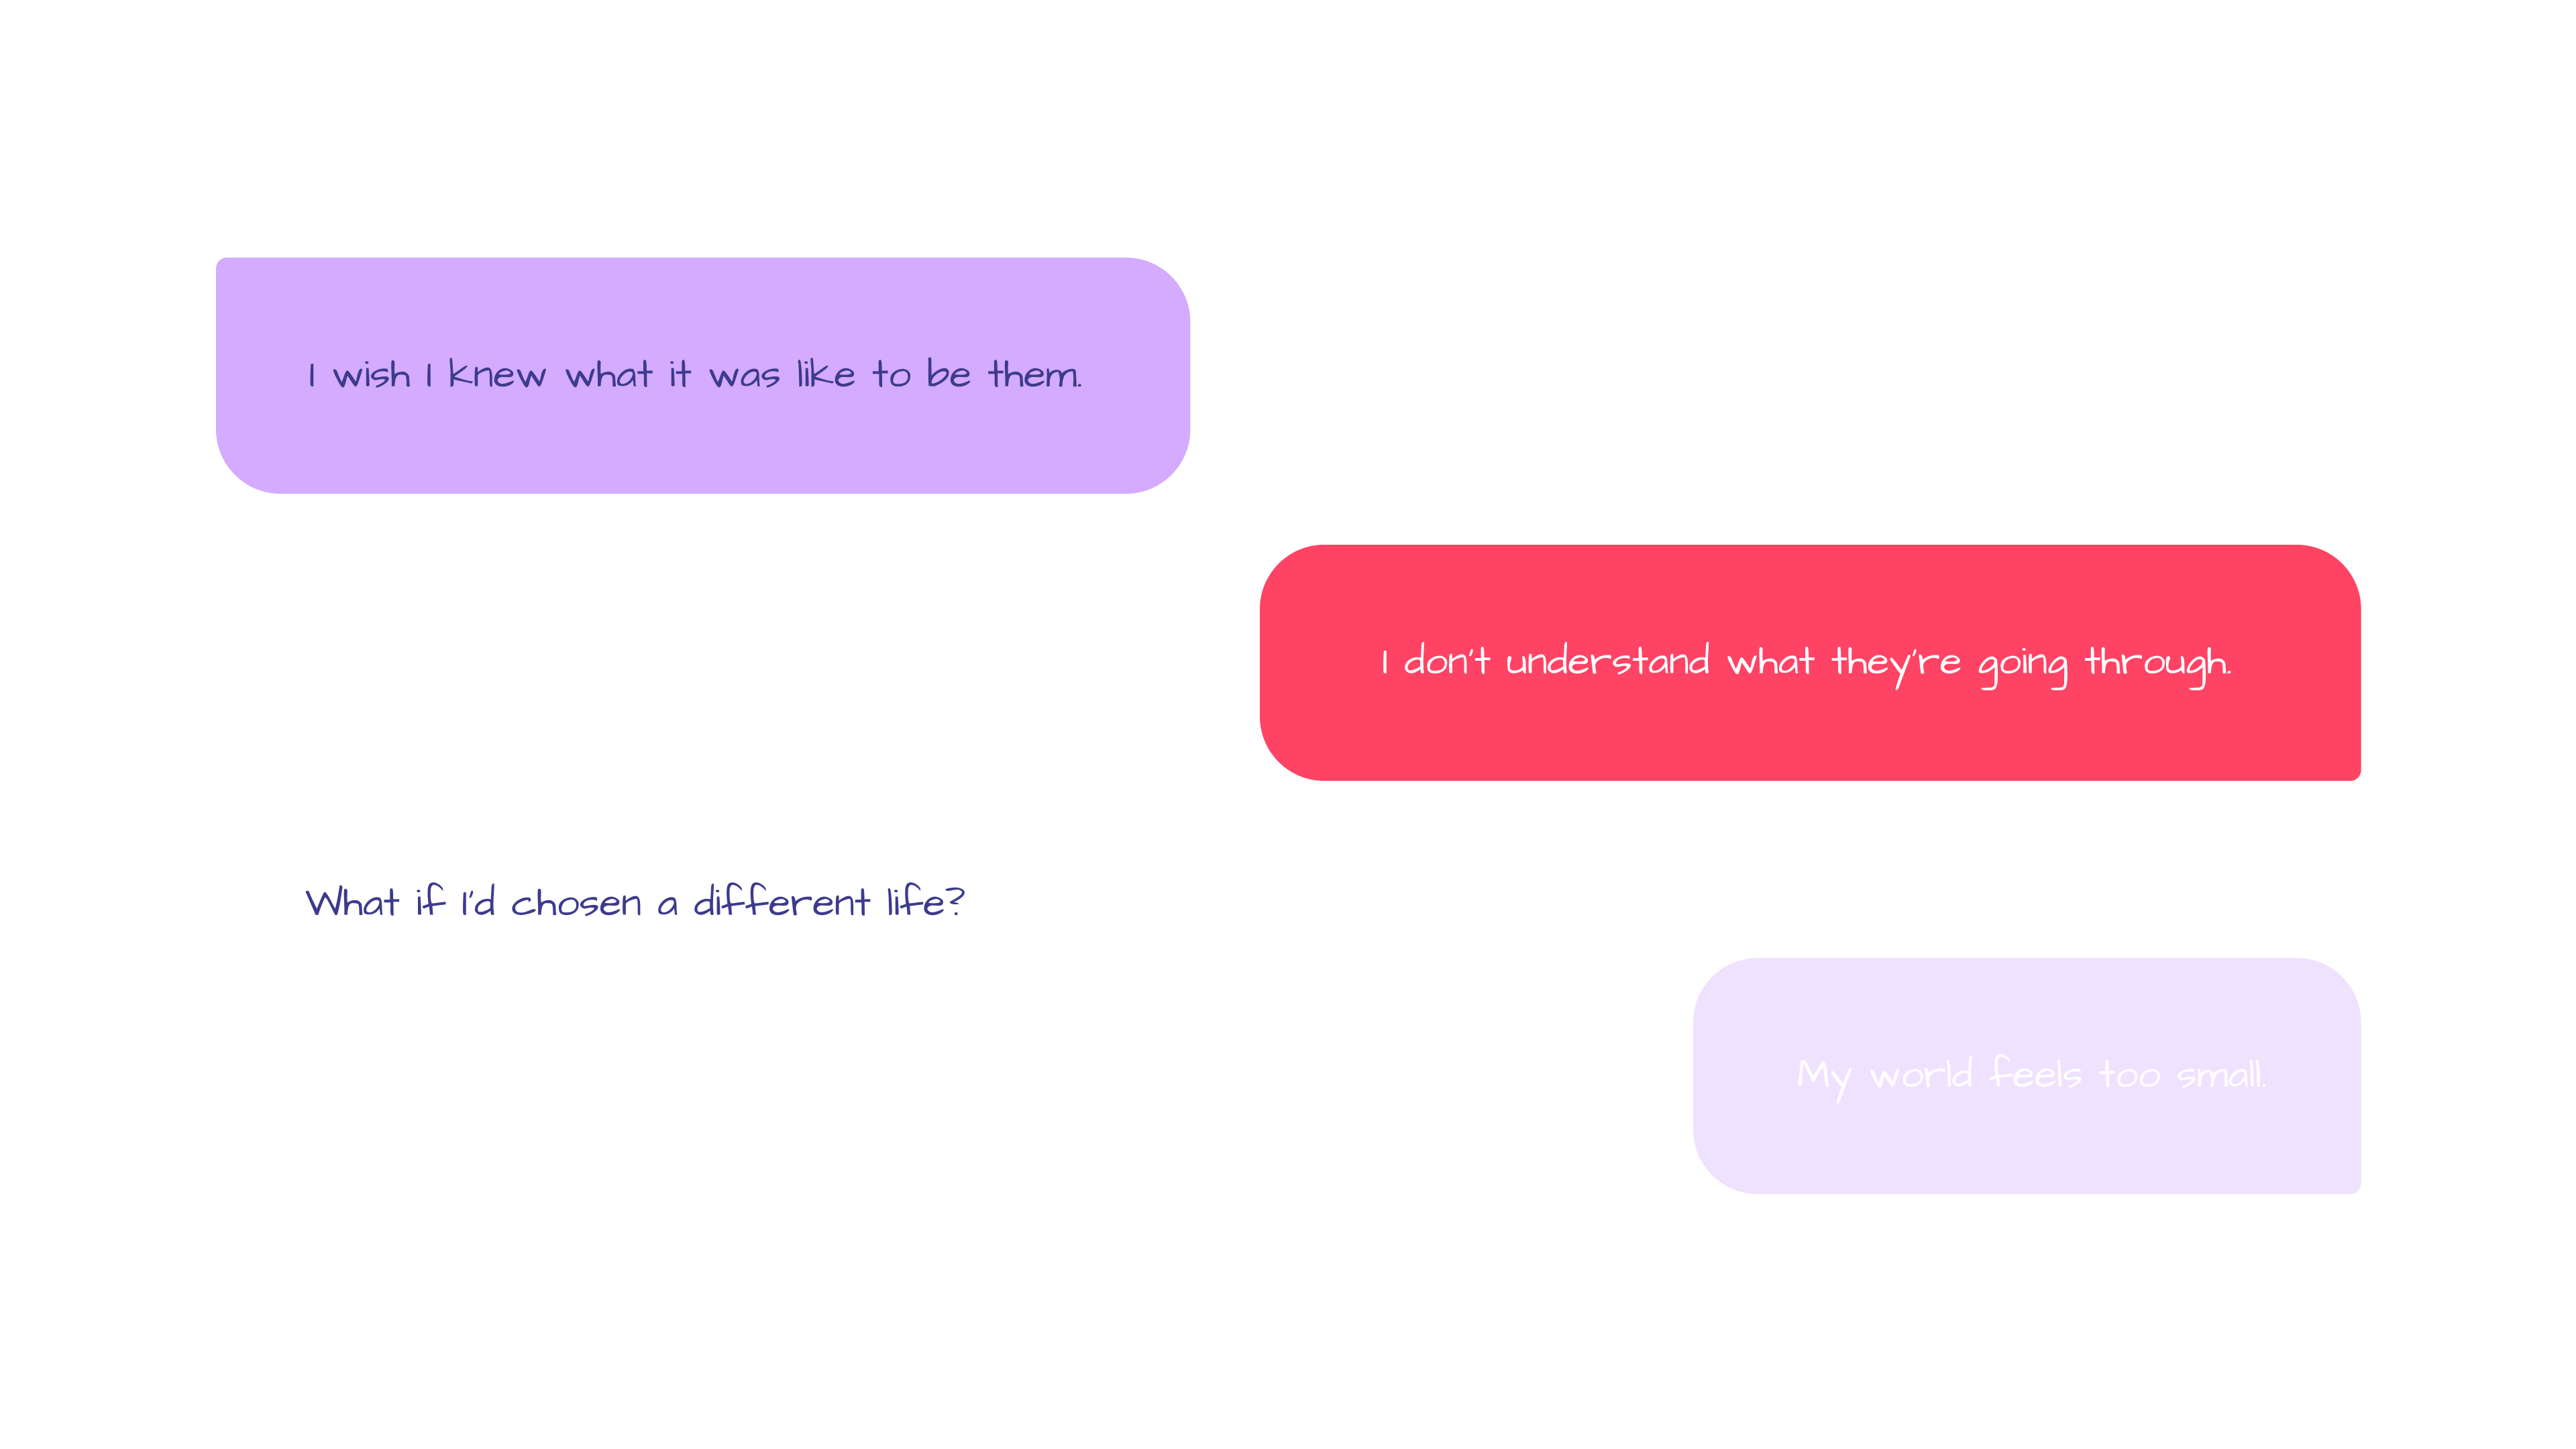 I wish I knew what it was like to be them.
I don't understand what they're going through.
What if I'd chosen a different life?
My world feels too small.